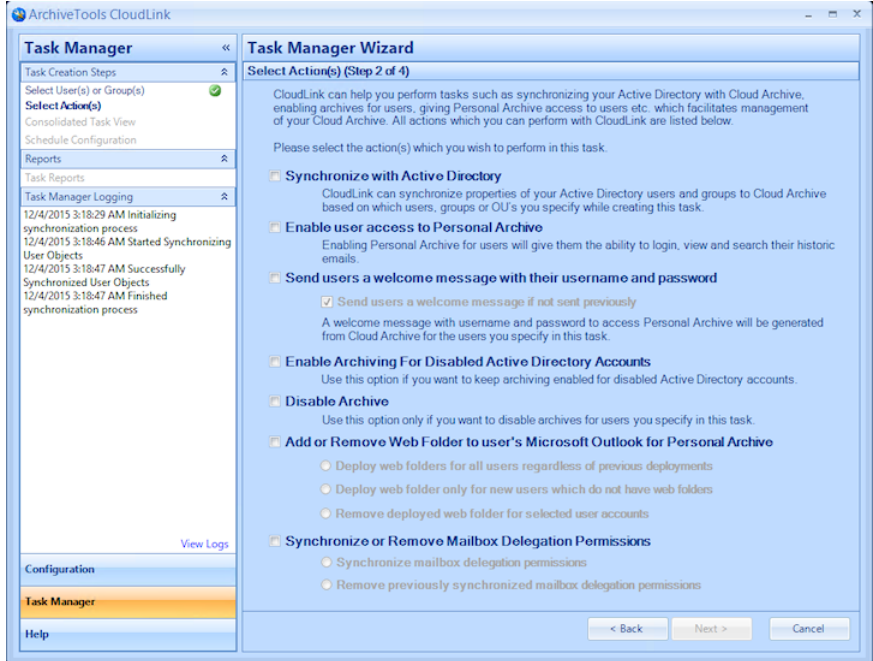 ArchiveTools CloudLink
Task Manager «
Task Creation Steps
Select User(s) or Group(s)
Select Action(s)
Consolidated Task View
Schedule Configuration
Reports
Task Reports
Task Manager Logging
12/4/2015 3:18:29 AM Initializing
synchronization process
12/4/2015 3:18:46 AM Started Synchronizing
User Objects
12/4/2015 3:18:47 AM Successfully
Synchronized User Objects
12/4/2015 3:18:47 AM Finished
synchronization process
View Logs
Configuration
Task Manager
Help
Task Manager Wizard
Select Action(s) (Step 2 of 4)
CloudLink can help you perform tasks such as synchronizing your Active Directory with Cloud Archive,
enabling archives for users, giving Personal Archive access to users etc. which facilitates management
of your Cloud Archive. All actions which you can perform with CloudLink are listed below.
Please select the action(s) which you wish to perform in this task.
Synchronize with Active Directory
CloudLink can synchronize properties of your Active Directory users and groups to Cloud Archive
based on which users, groups or OU's you specify while creating this task.
Enable user access to Personal Archive
Enabling Personal Archive for users will give them the ability to login, view and search their historic
emails.
Send users a welcome message with their username and password
Send users a welcome message if not sent previously
A welcome message with username and password to access Personal Archive will be generated
from Cloud Archive for the users you specify in this task.
Enable Archiving For Disabled Active Directory Accounts
Use this option if you want to keep archiving enabled for disabled Active Directory accounts.
Disable Archive
Use this option only if you want to disable archives for users you specify in this task.
Add or Remove Web Folder to user's Microsoft Outlook for Personal Archive
Deploy web folders for all users regardless of previous deployments
Deploy web folder only for new users which do not have web folders
Remove deployed web folder for selected user accounts
Synchronize or Remove Mailbox Delegation Permissions
Synchronize mailbox delegation permissions
Remove previously synchronized mailbox delegation permissions
< Back
Next >
Cancel